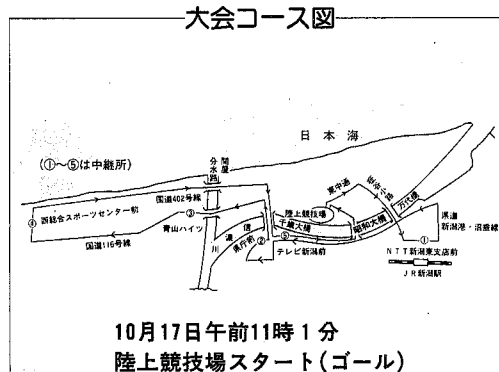 大会コース図
日本海
(①~⑤は中継所)
関屋
分水路
国道402号線
東中通
柾谷小路
万代橋
④
西総合スポーツセンター前
③
陸上競技場
千歳大橋
昭和大橋
県道
新潟港・沼垂線
青山ハイツ
信
濃
川
県庁前
②
⑤
①
国道116号線
テレビ新潟前
NTT新潟東支店前
JR新潟駅
10月17日午前11時1分
陸上競技場スタート(ゴール)